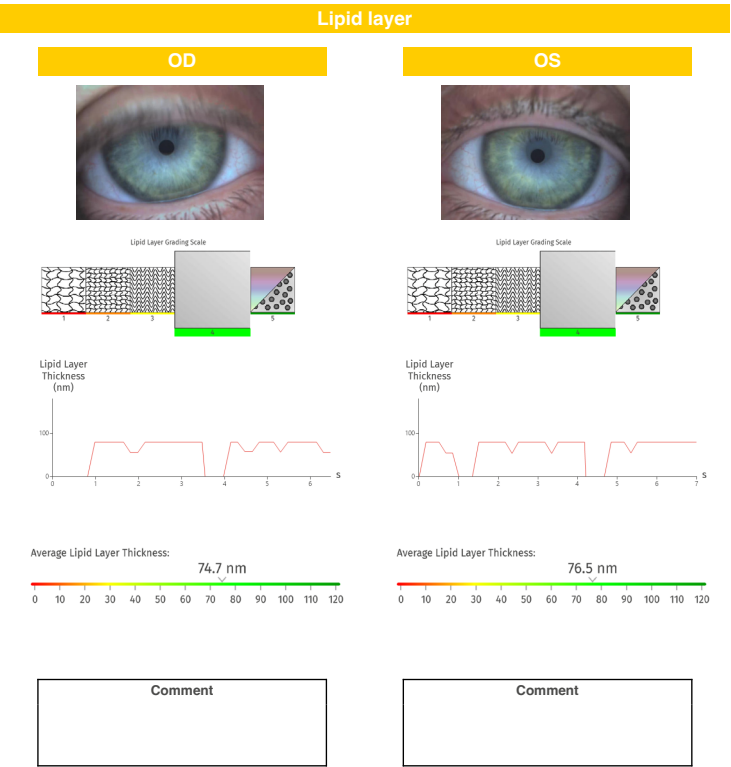 Lipid layer
OD
OS
Lipid Layer Grading Scale
1 2 3 4 5
Lipid Layer Grading Scale
1 2 3 4 5
Lipid Layer
Thickness
(nm)
100
0
0 1 2 3 4 5 6 s
Lipid Layer
Thickness
(nm)
100
0
0 1 2 3 4 5 6 7 s
Average Lipid Layer Thickness:
74.7 nm
0 10 20 30 40 50 60 70 80 90 100 110 120
Average Lipid Layer Thickness:
76.5 nm
0 10 20 30 40 50 60 70 80 90 100 110 120
Comment
Comment